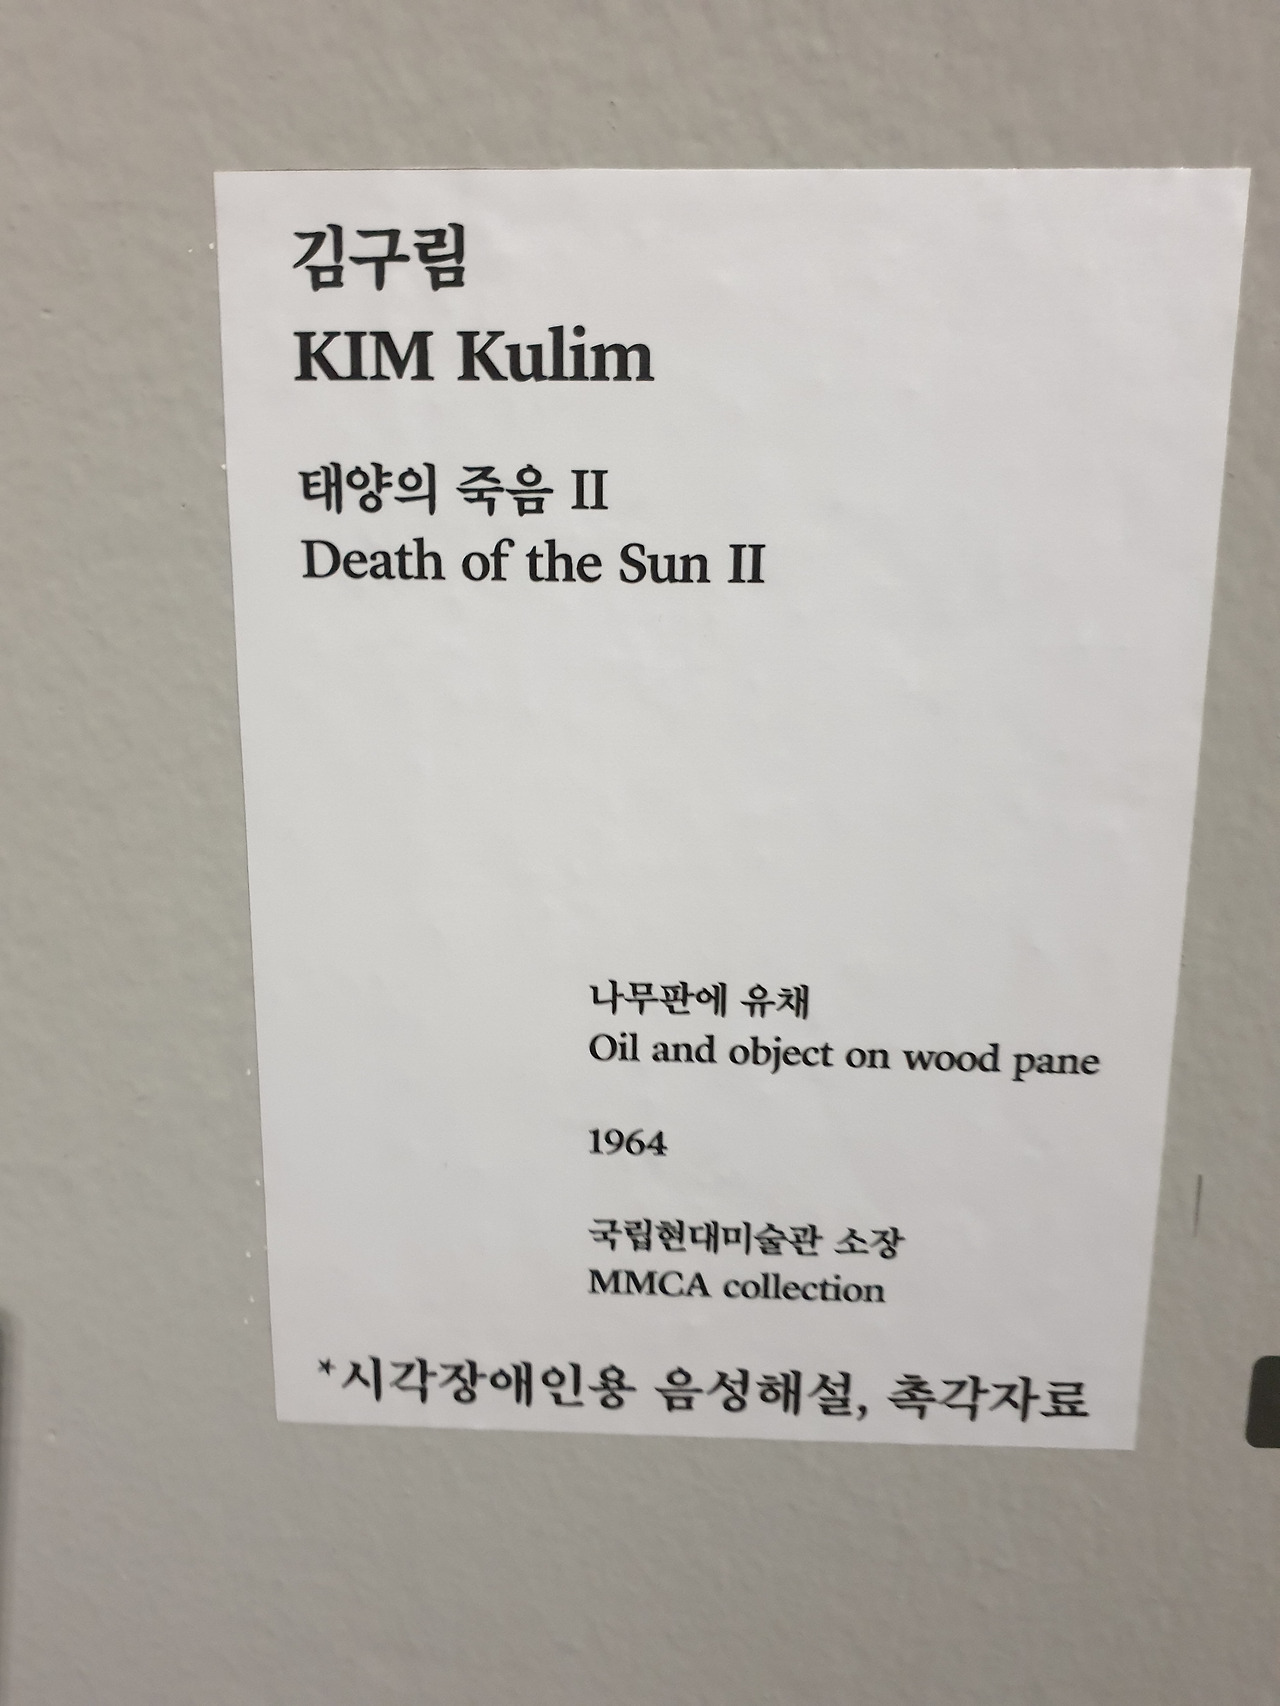 김구림
KIM Kulim
태양의 죽음 II
Death of the Sun II
나무판에 유채
Oil and object on wood pane
1964
국립현대미술관 소장
MMCA collection
*시각장애인용 음성해설, 촉각자료